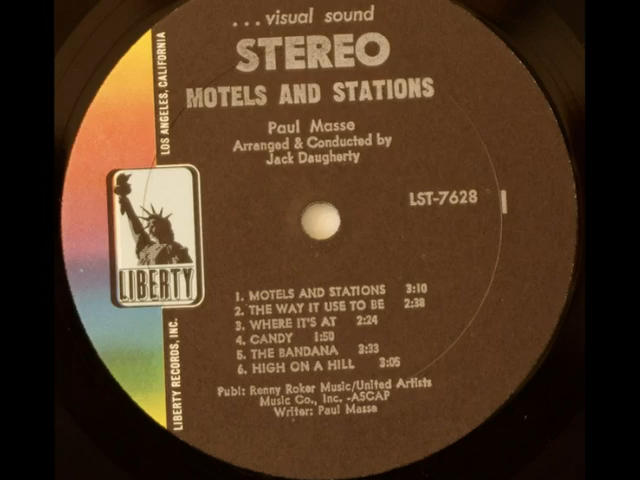 ...visual sound
STEREO
MOTELS AND STATIONS
Paul Masse
Arranged & Conducted by
Jack Daugherty
LST-7628
1
LOS ANGELES, CALIFORNIA
LIBERTY
LIBERTY RECORDS, INC.
1. MOTELS AND STATIONS 3:10
2. THE WAY IT USE TO BE 2:38
3. WHERE IT'S AT 2:24
4. CANDY 1:50
5. THE BANDANA 3:33
6. HIGH ON A HILL 3:05
Publ: Renny Roker Music/United Artists
Music Co., Inc. -ASCAP
Writer: Paul Masse